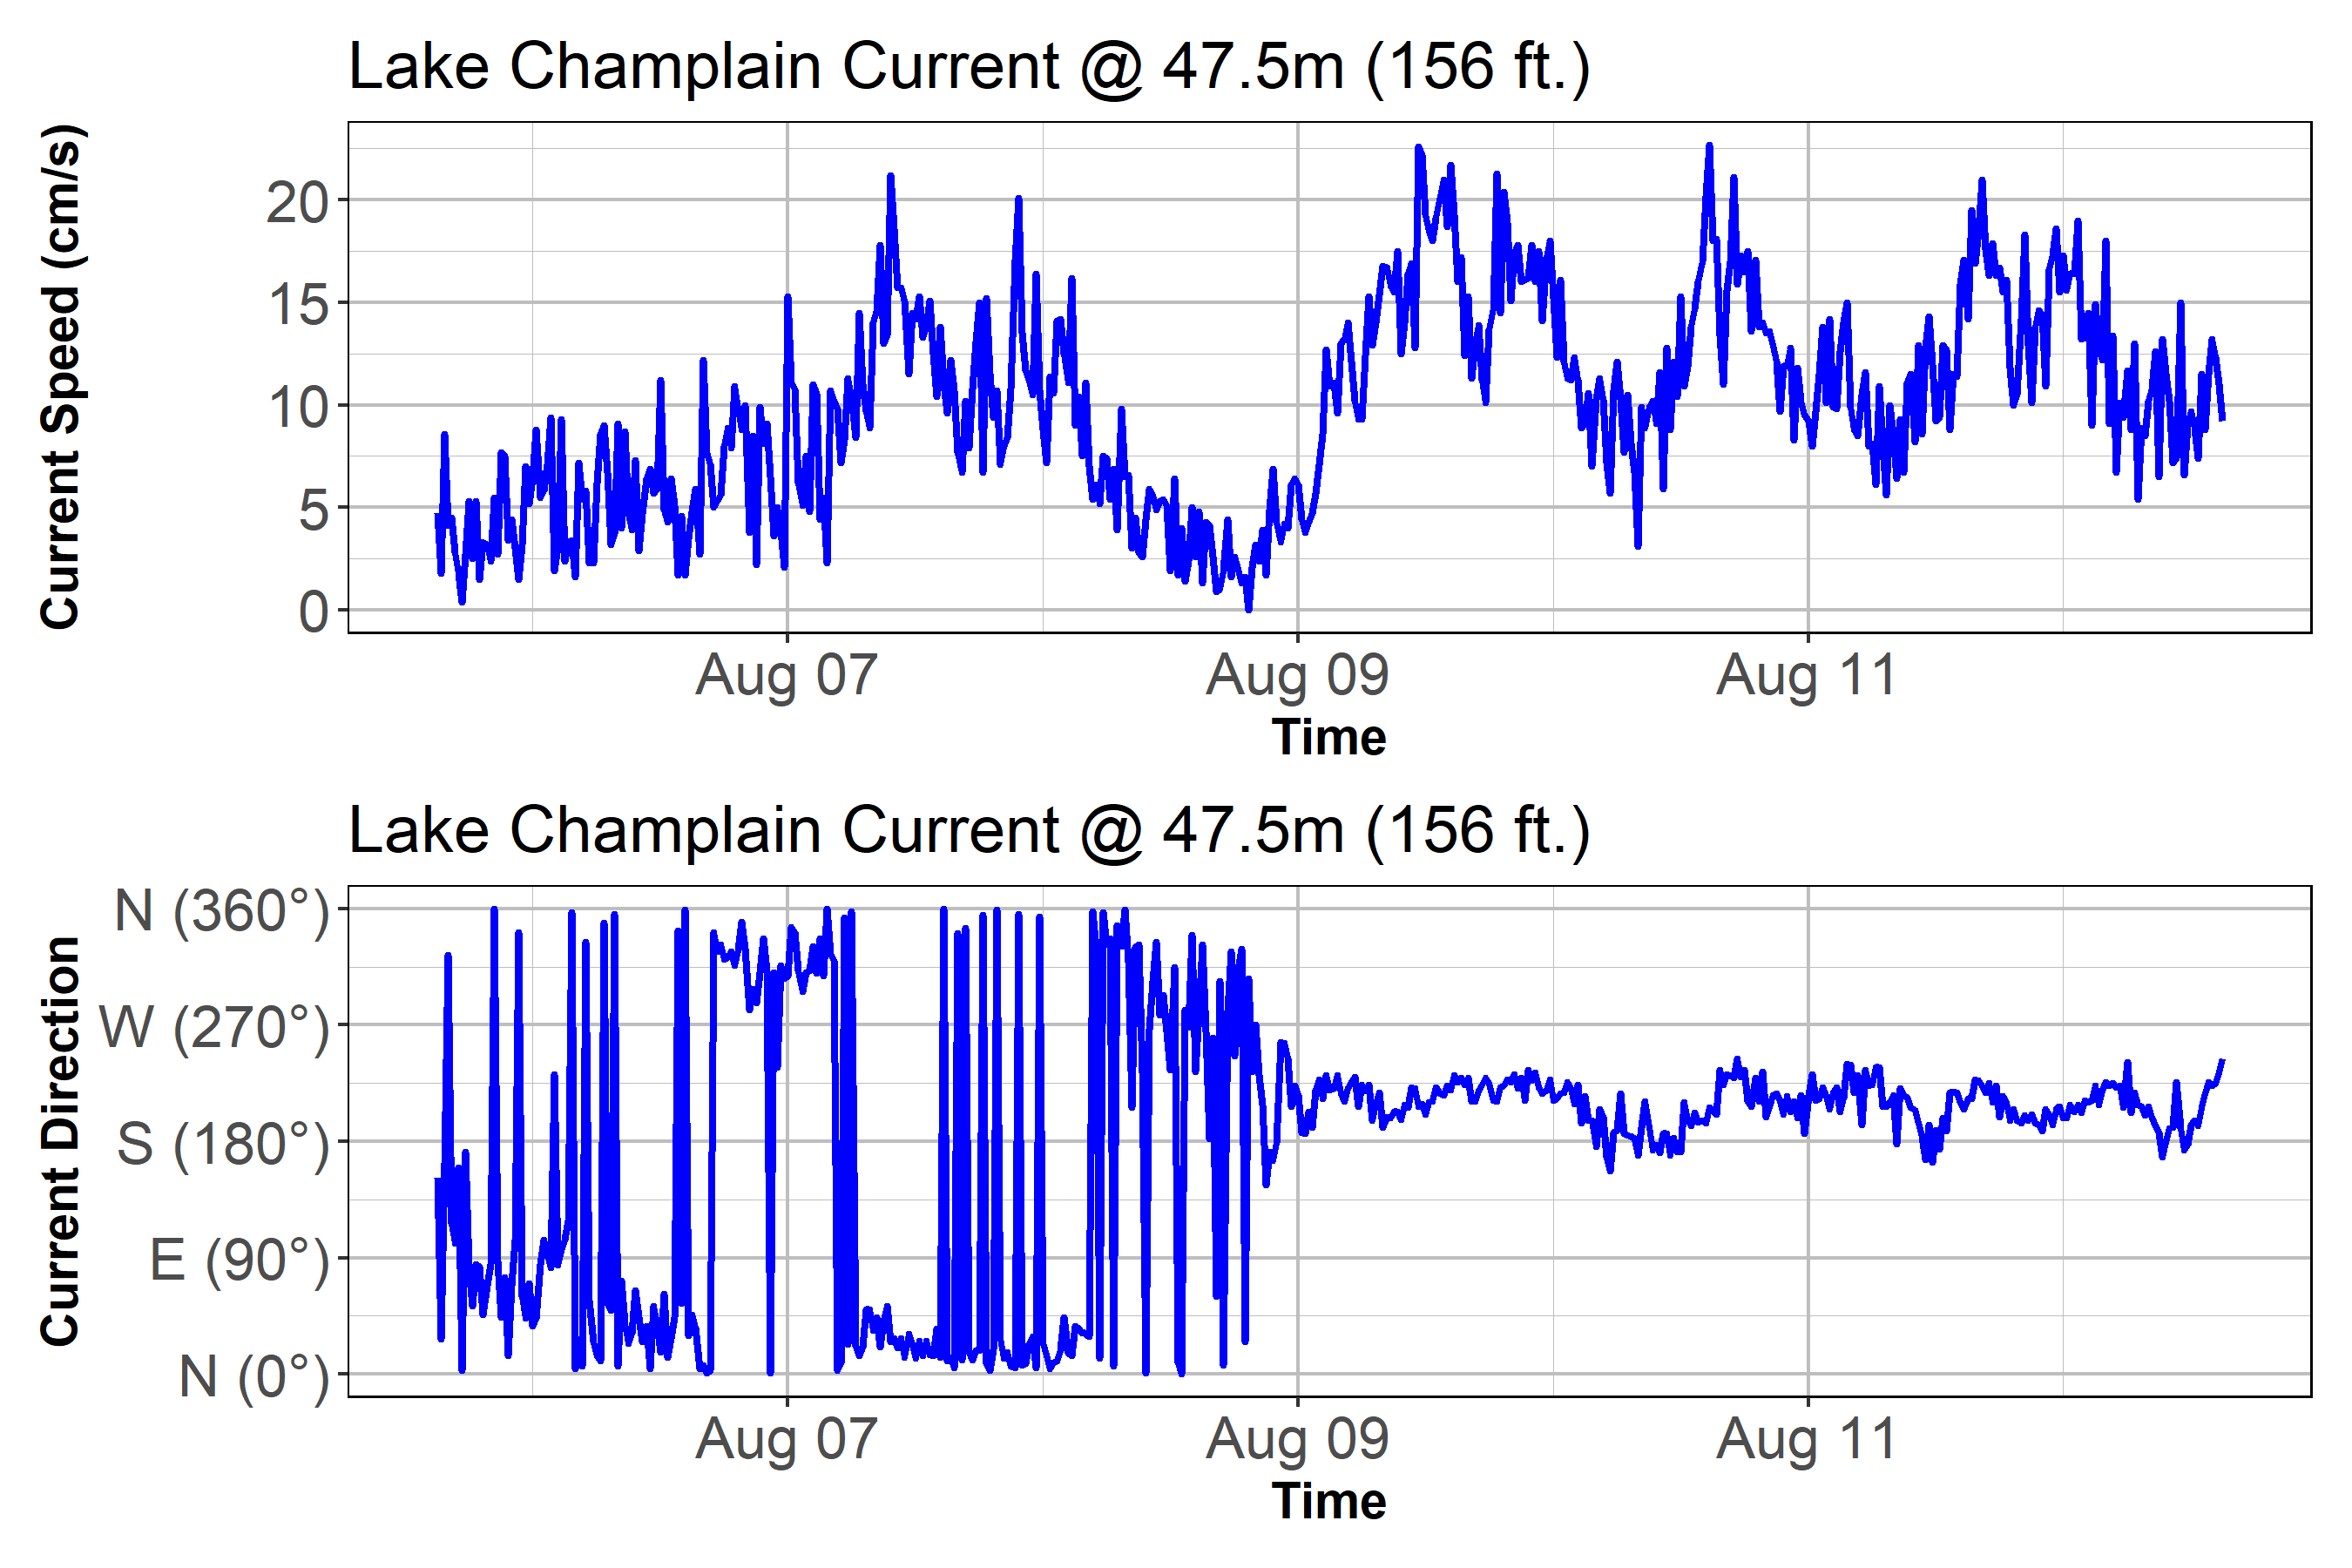 Lake Champlain Current @ 47.5m (156 ft.)
Current Speed (cm/s)
20
15
10
5
0
Aug 07 Aug 09 Aug 11
Time
Lake Champlain Current @ 47.5m (156 ft.)
Current Direction
N (360°)
W (270°)
S (180°)
E (90°)
N (0°)
Aug 07 Aug 09 Aug 11
Time